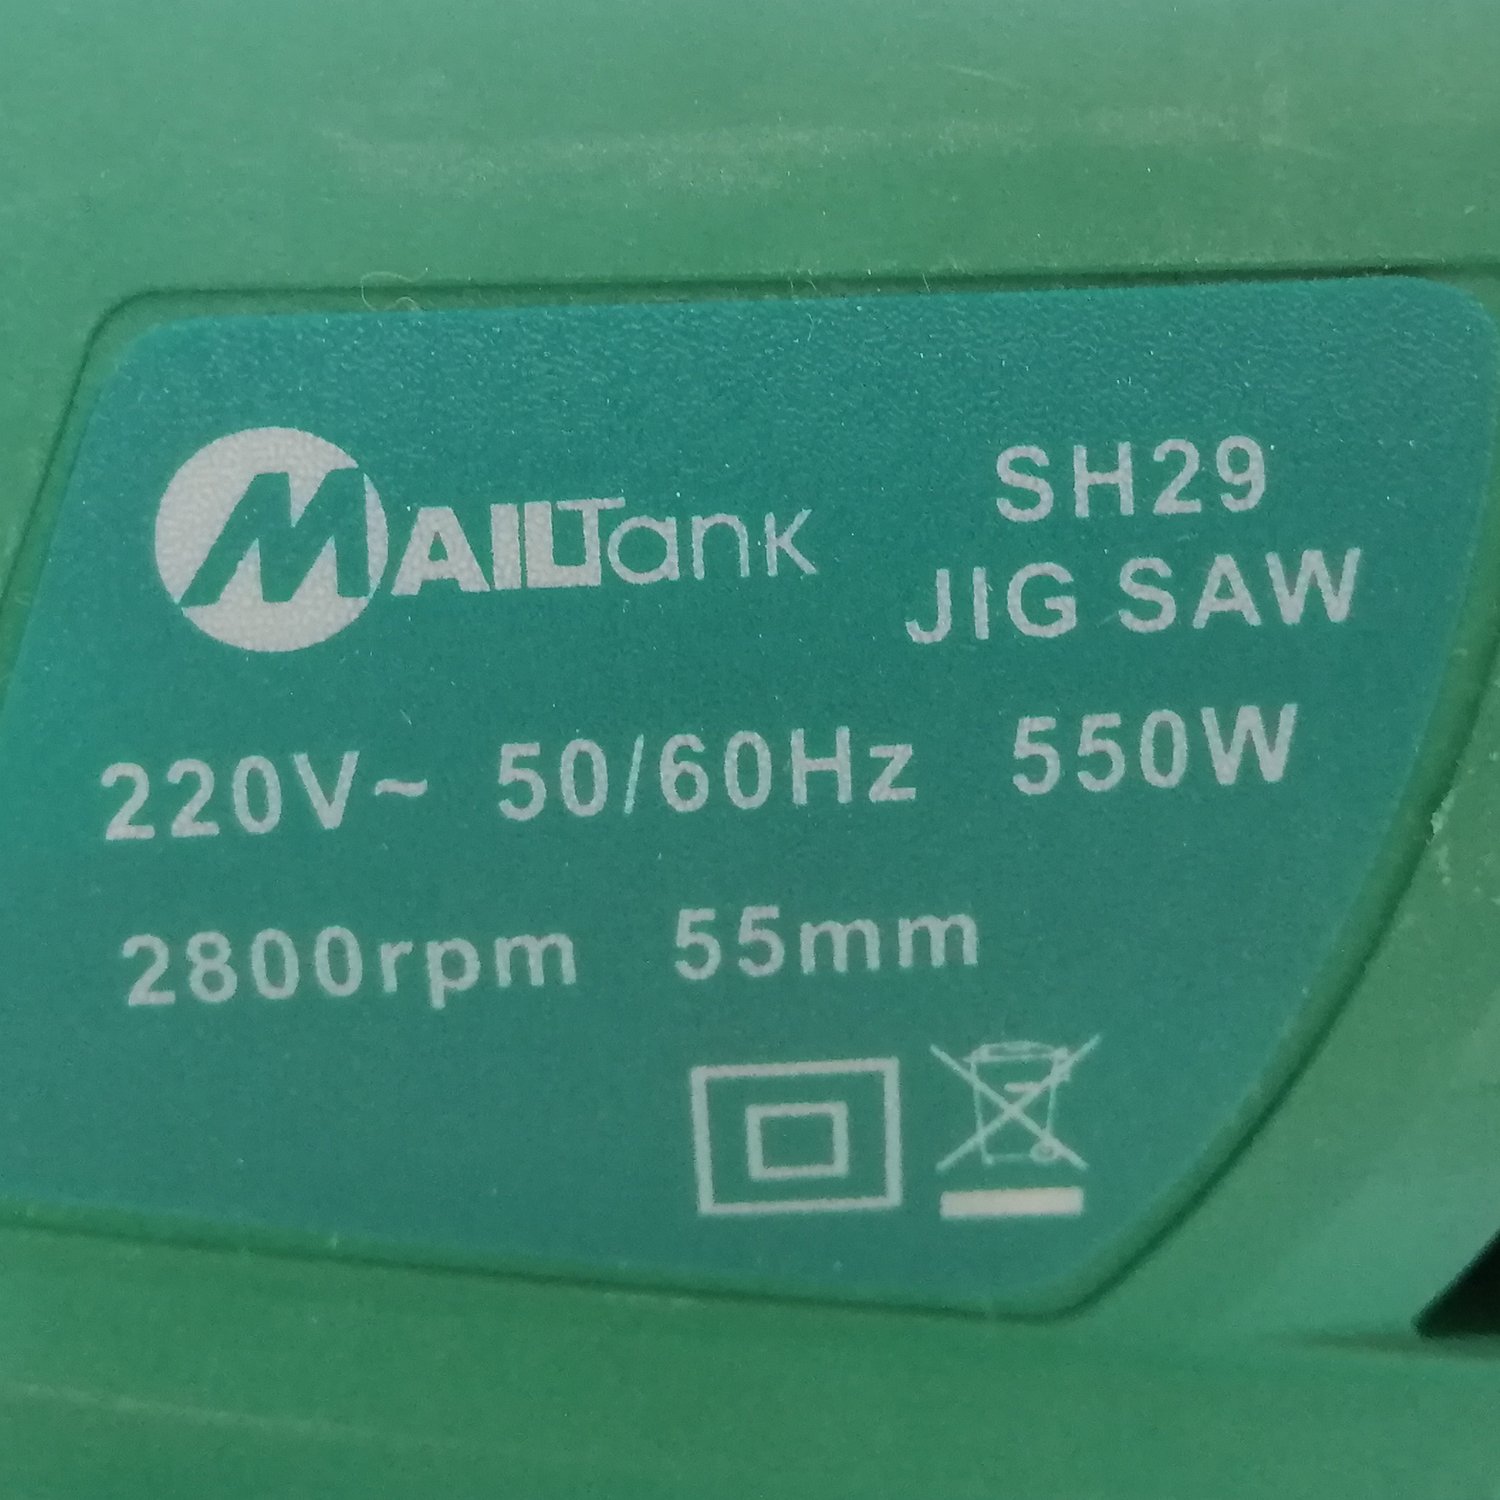 MAILTank
SH29
JIG SAW
220V~ 50/60Hz 550W
2800rpm 55mm